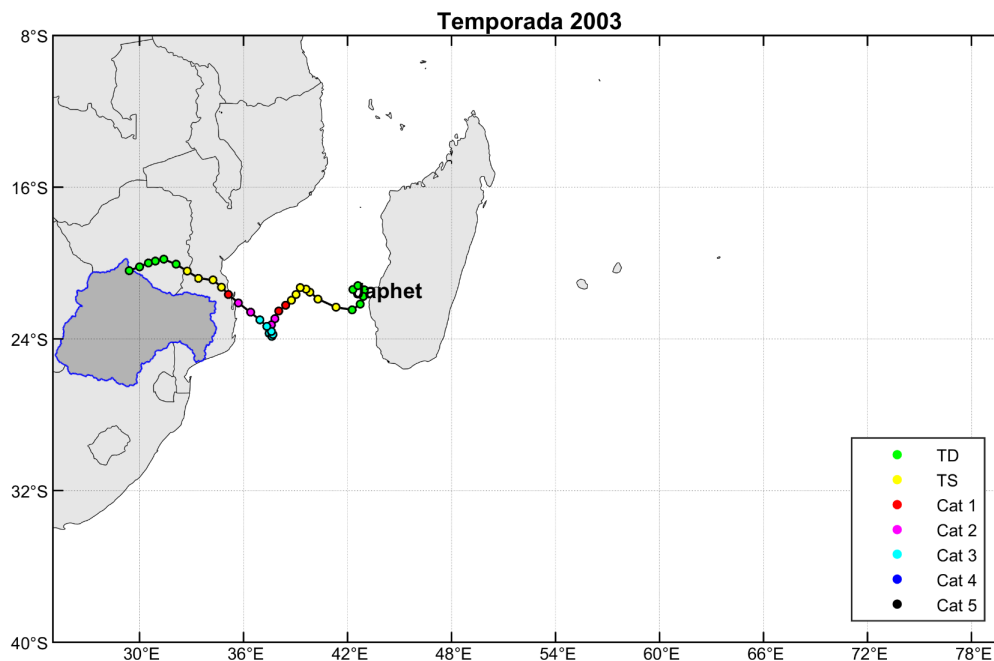 Temporada 2003
8°S
16°S
24°S
32°S
40°S
Japhet
TD
TS
Cat 1
Cat 2
Cat 3
Cat 4
Cat 5
30°E
36°E
42°E
48°E
54°E
60°E
66°E
72°E
78°E